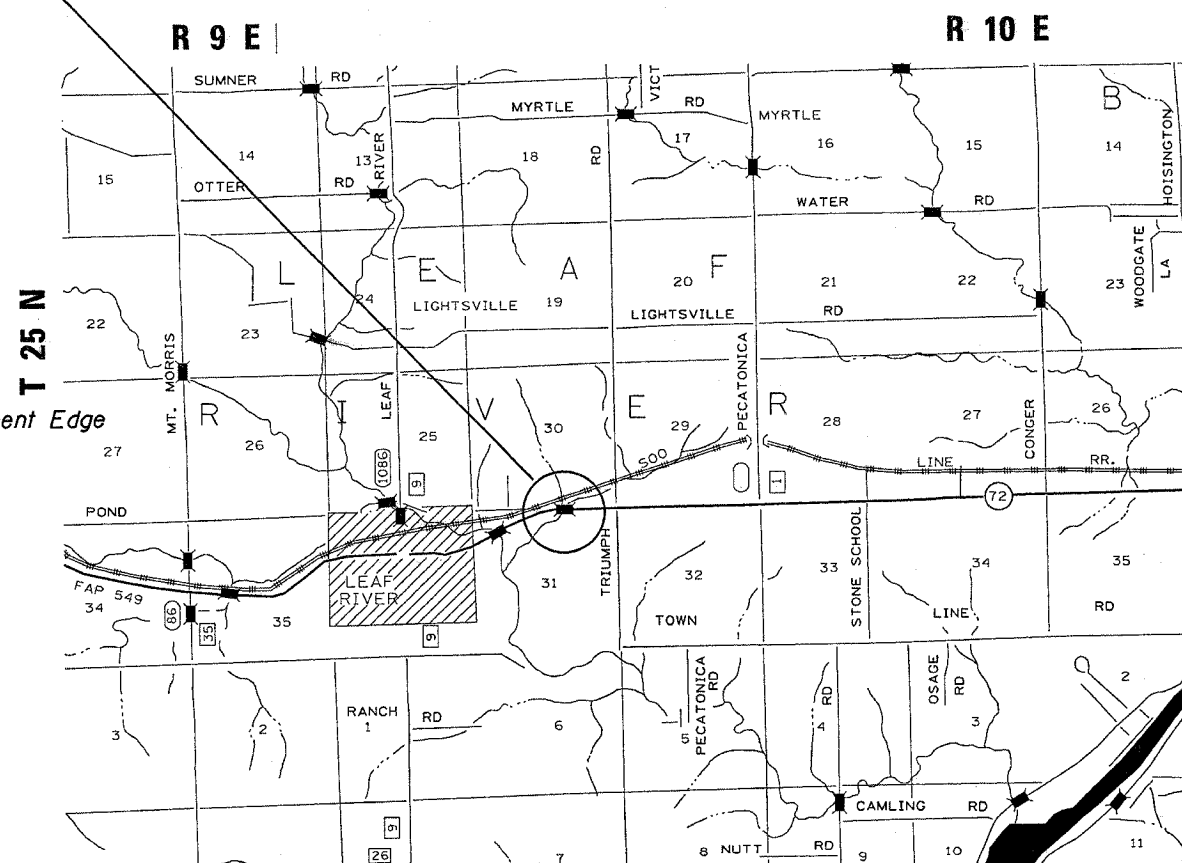 R 9 E
R 10 E
SUMNER RD
VICT
B
MYRTLE RD
MYRTLE
HOISINGTON
14
13
RIVER
18
RD
17
16
15
14
15
OTTER RD
WATER RD
WOODGATE
LA
L E A F
24
20
21
22
23
LIGHTSVILLE
19
LIGHTSVILLE RD
T 25 N
22
23
MT. MORRIS
PECATONICA
ent Edge
R I V E R
LEAF
27
26
25
30
29
28
27
CONGER
26
1086
9
SOO LINE RR.
1
72
POND
TRIUMPH
STONE SCHOOL
FAP 549
34
86
35
35
LEAF
RIVER
31
32
33
34
35
TOWN LINE RD
9
PECATONICA
RD
RD
OSAGE
RD
2
3
2
RANCH RD
1
6
5
4
3
CAMLING RD
9
26
7
8
NUTT RD
9
10
11